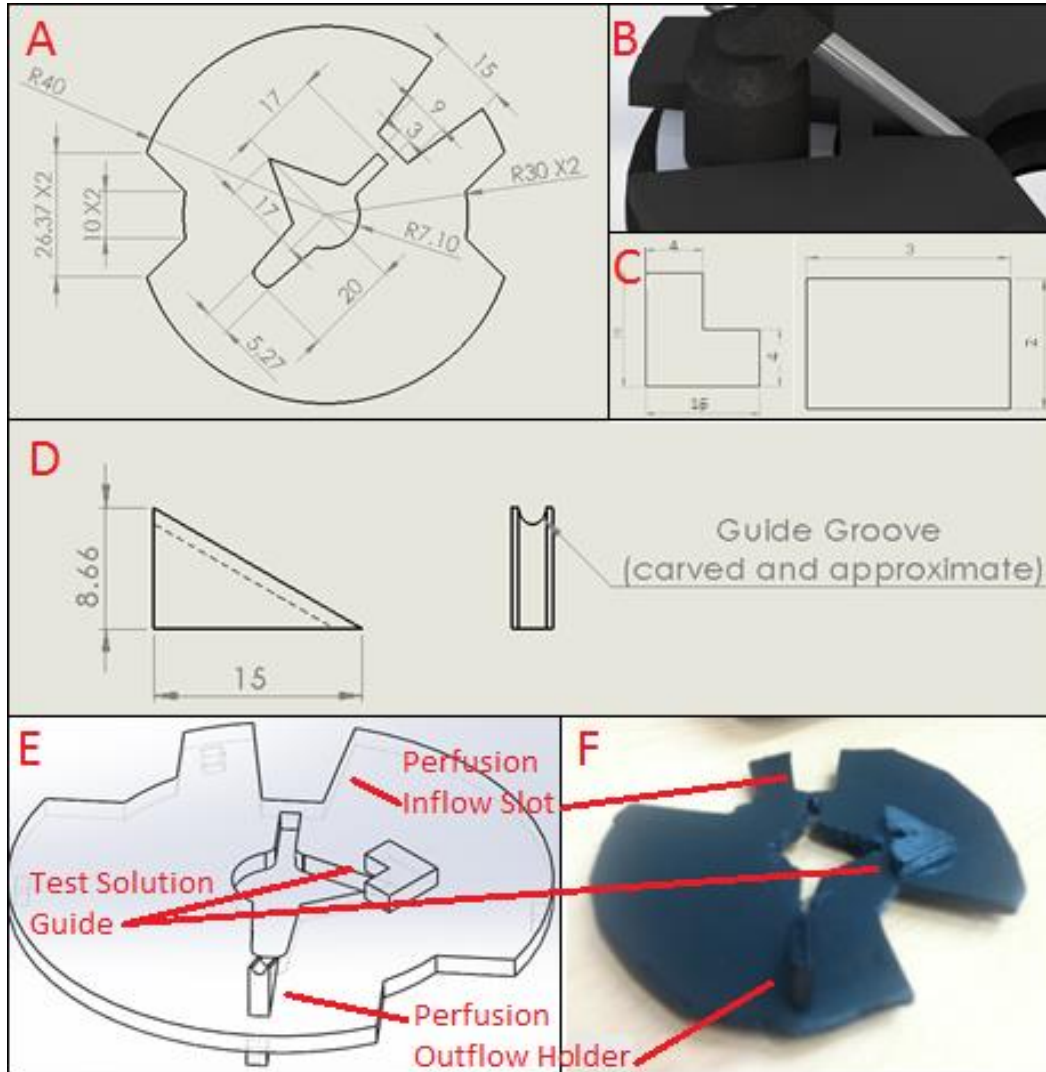 A
R40
17
15
9
3
R30 X2
26.37 X2
10 X2
17
R7.10
20
5.27
B
C
4
4
16
3
2
D
8.66
15
Guide Groove
(carved and approximate)
E
Perfusion
Inflow Slot
Test Solution
Guide
Perfusion
Outflow Holder
F